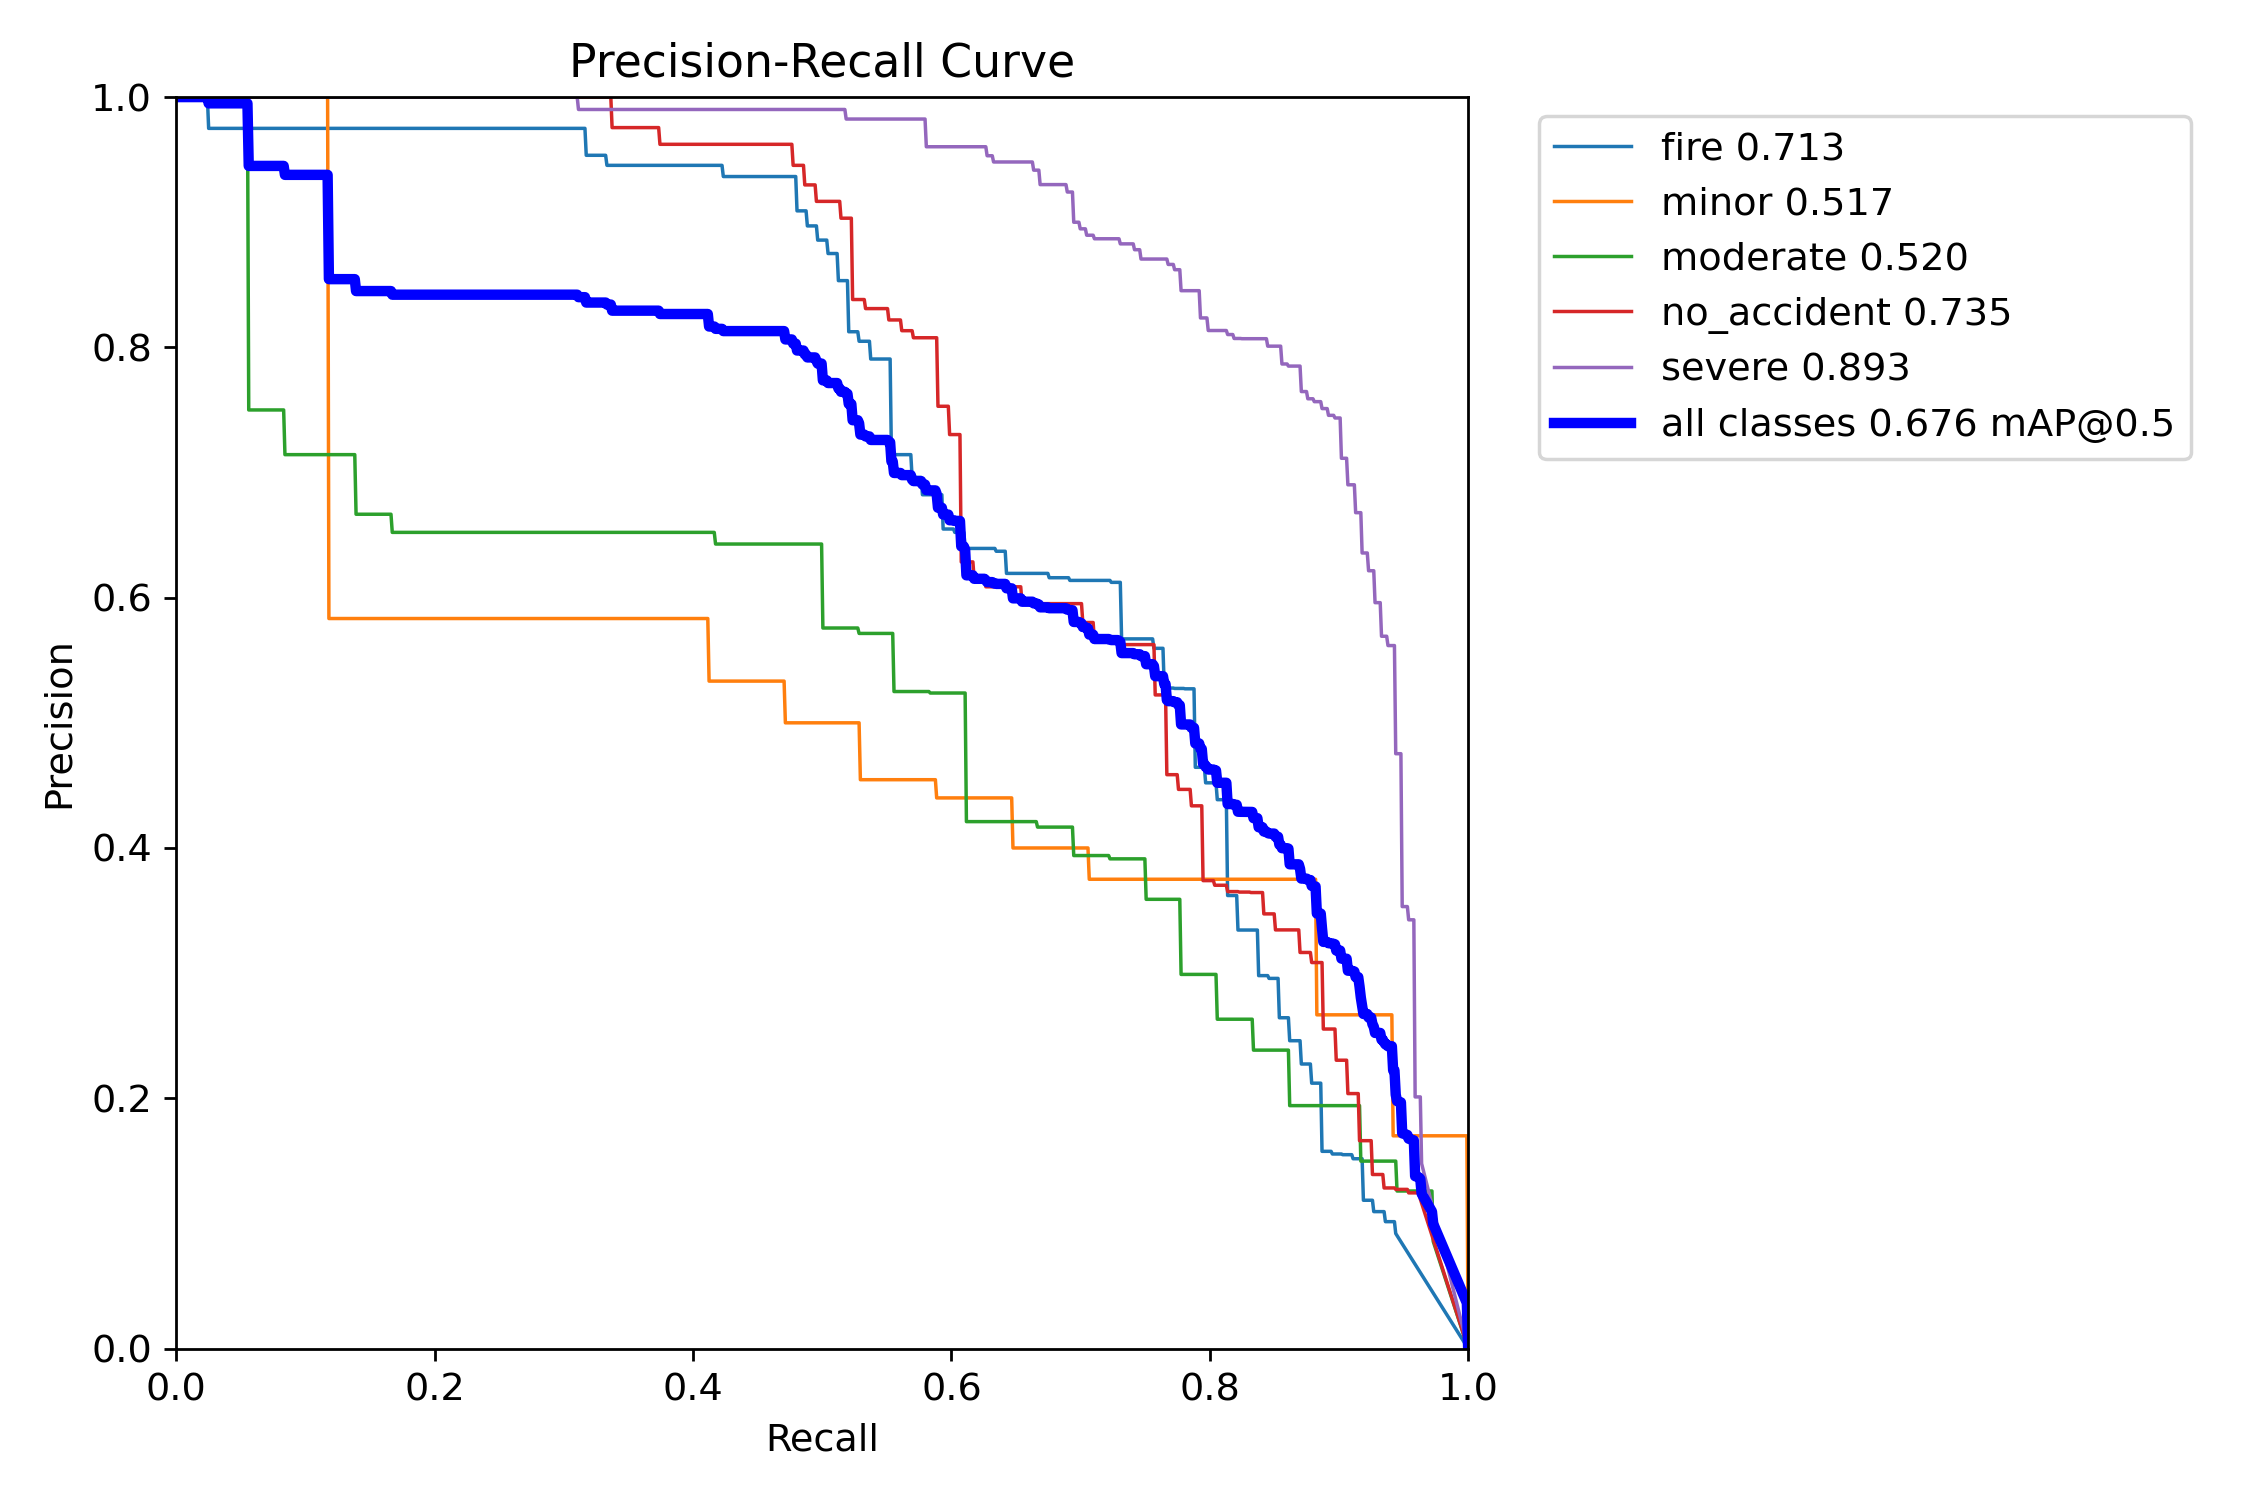 Precision-Recall Curve
1.0
0.8
0.6
0.4
0.2
0.0
Precision
0.0 0.2 0.4 0.6 0.8 1.0
Recall
fire 0.713
minor 0.517
moderate 0.520
no_accident 0.735
severe 0.893
all classes 0.676 mAP@0.5